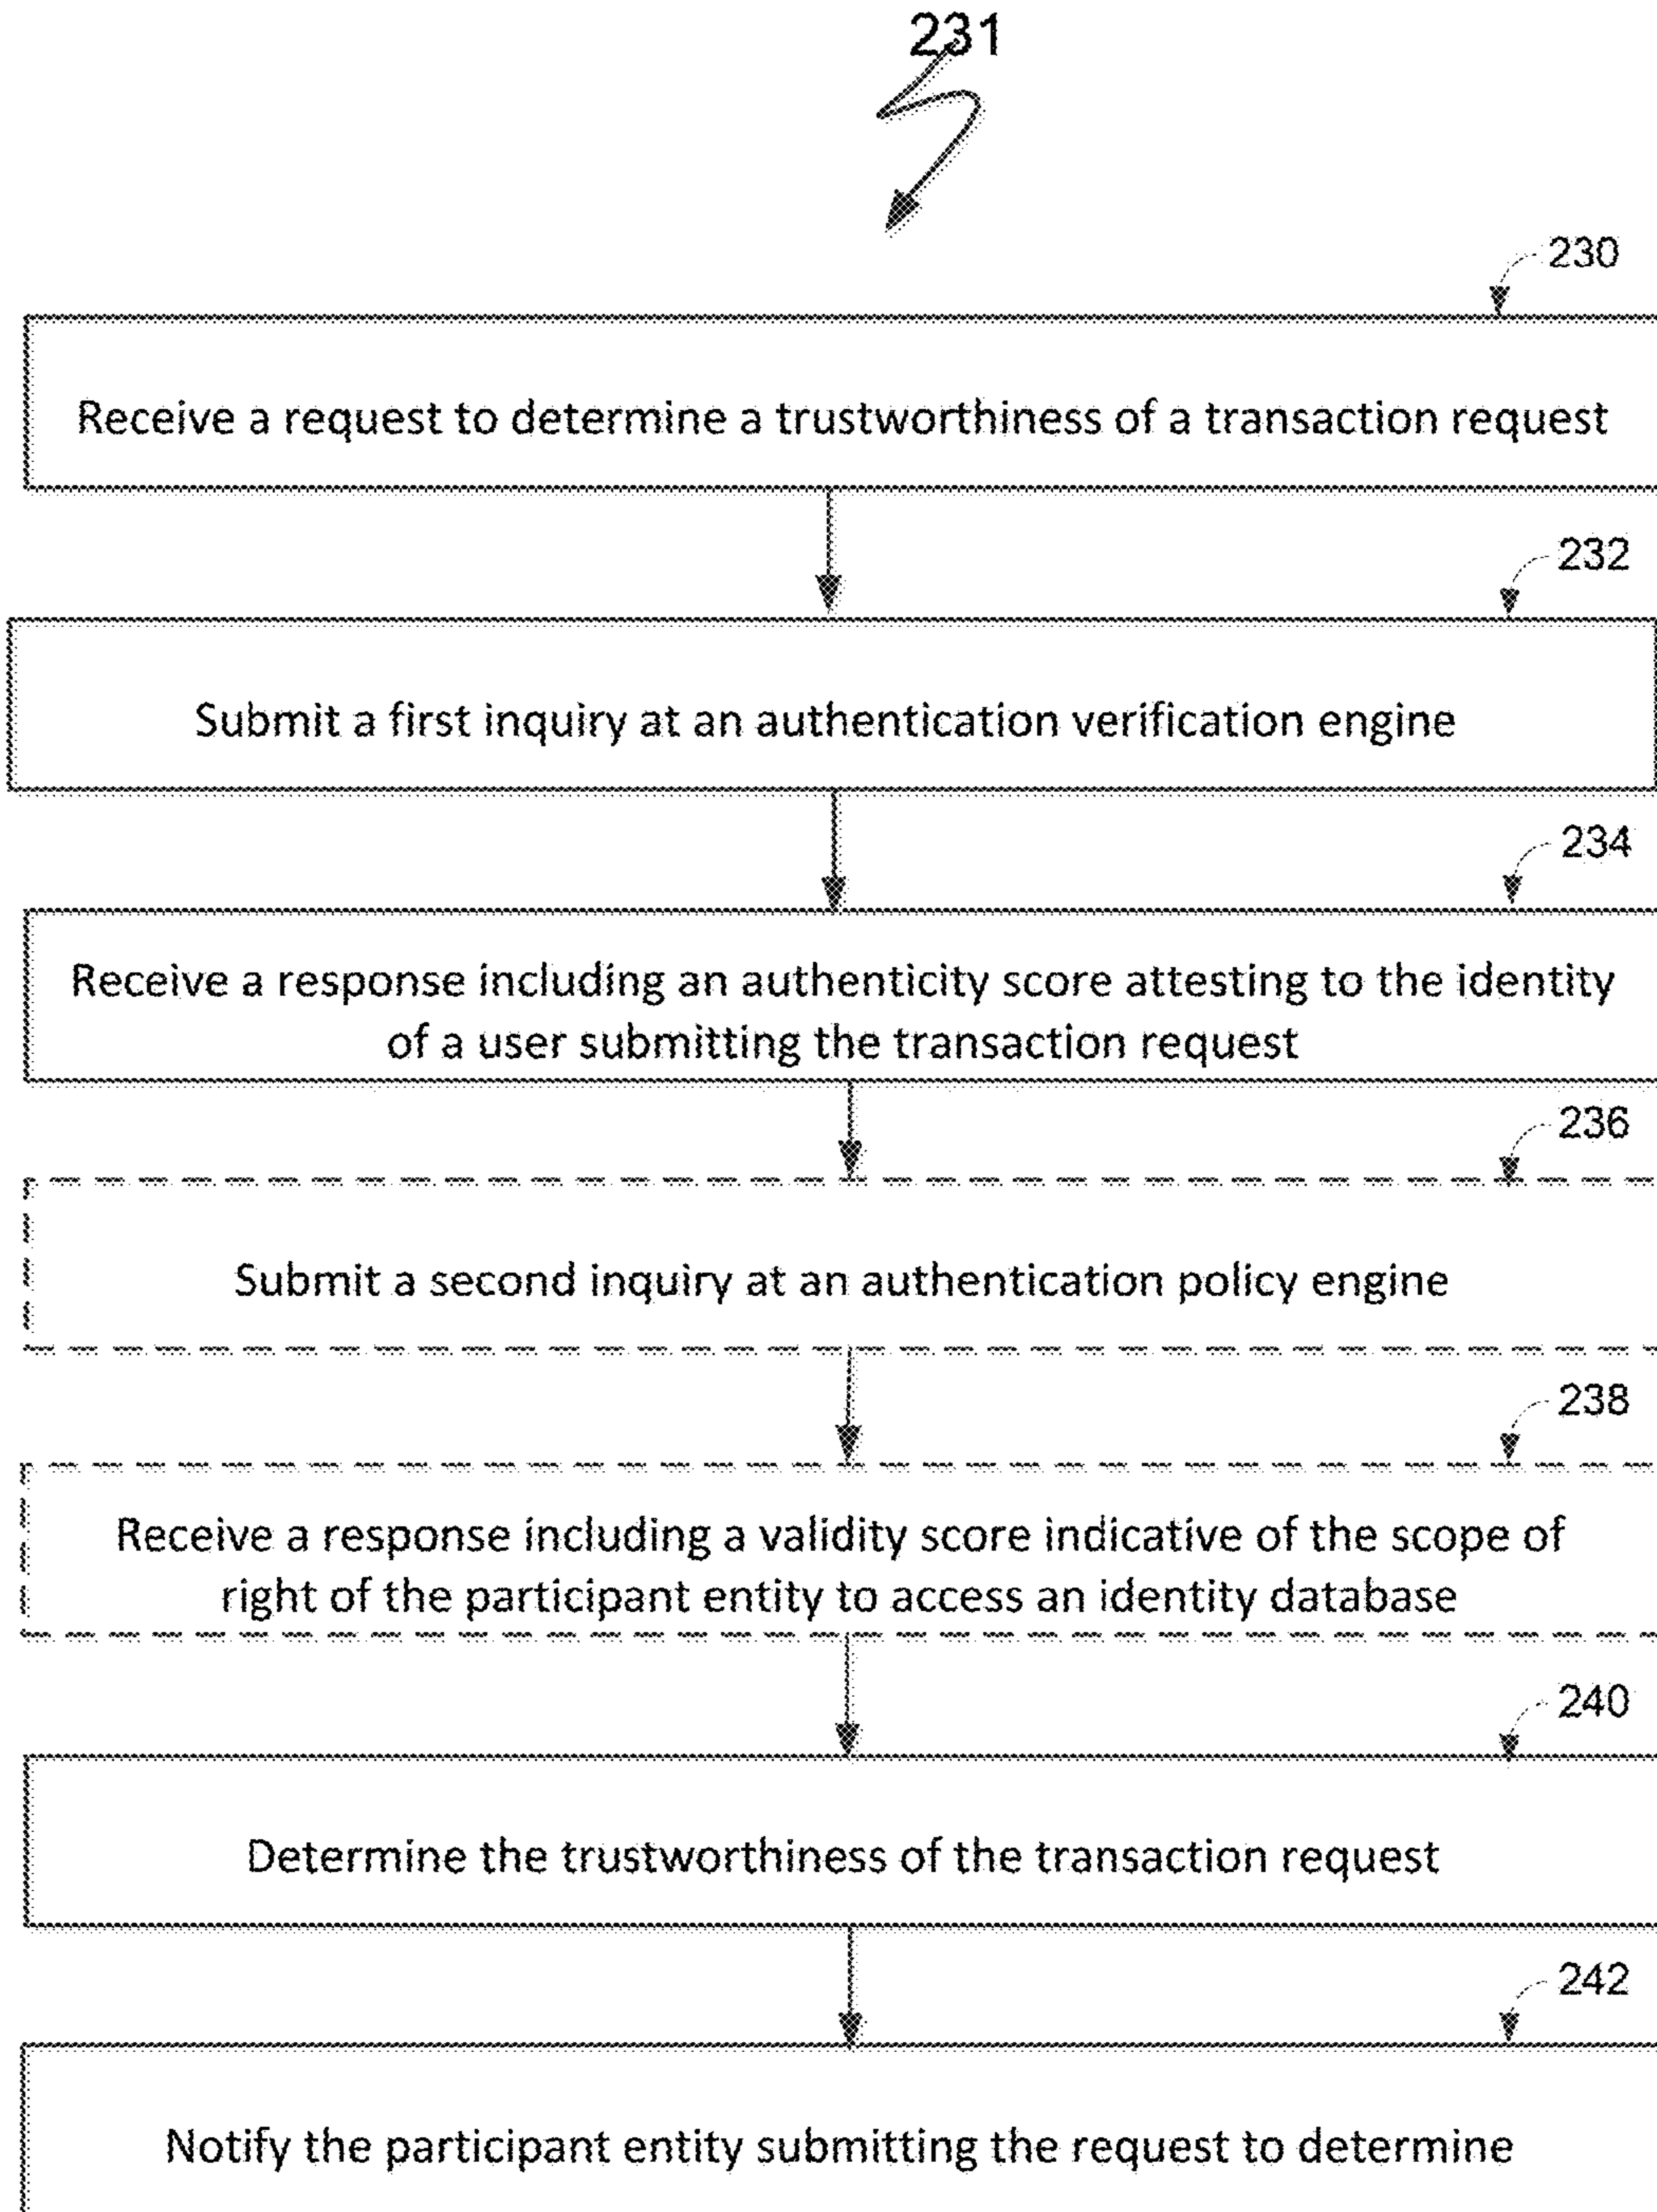 231
230
Receive a request to determine a trustworthiness of a transaction request
232
Submit a first inquiry at an authentication verification engine
234
Receive a response including an authenticity score attesting to the identity
of a user submitting the transaction request
236
Submit a second inquiry at an authentication policy engine
238
Receive a response including a validity score indicative of the scope of
right of the participant entity to access an identity database
240
Determine the trustworthiness of the transaction request
242
Notify the participant entity submitting the request to determine